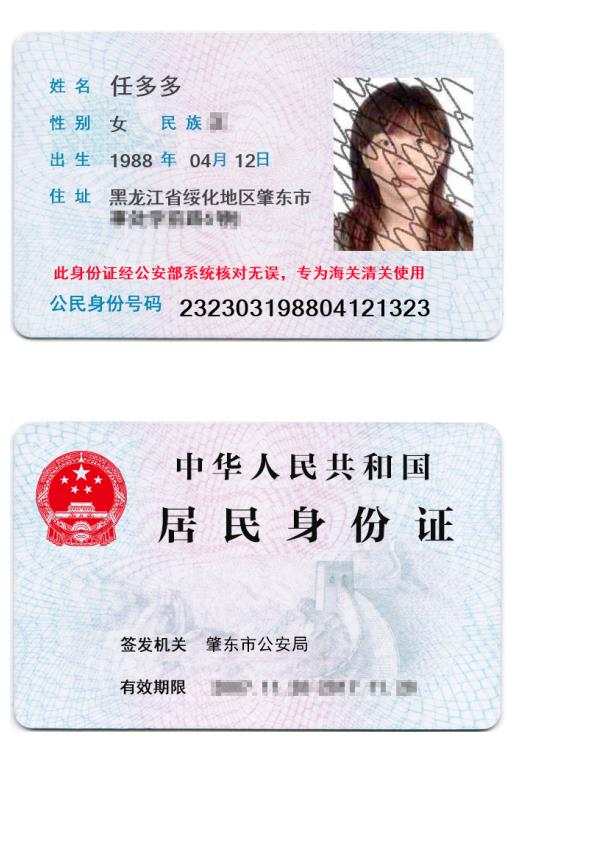 姓名 任多多
性别 女 民族
出生 1988 年 04月 12日
住址 黑龙江省绥化地区肇东市
此身份证经公安部系统核对无误，专为海关清关使用
公民身份号码 232303198804121323
中华人民共和国
居民身份证
签发机关 肇东市公安局
有效期限